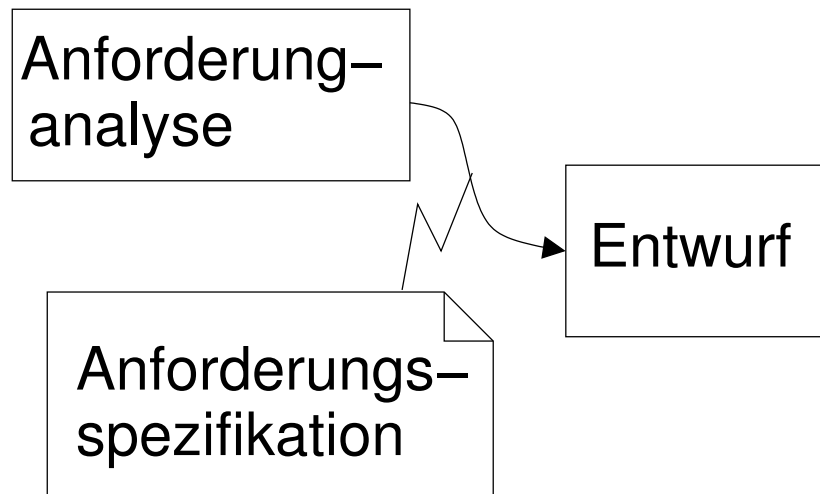 Anforderung–
analyse
Entwurf
Anforderungs–
spezifikation